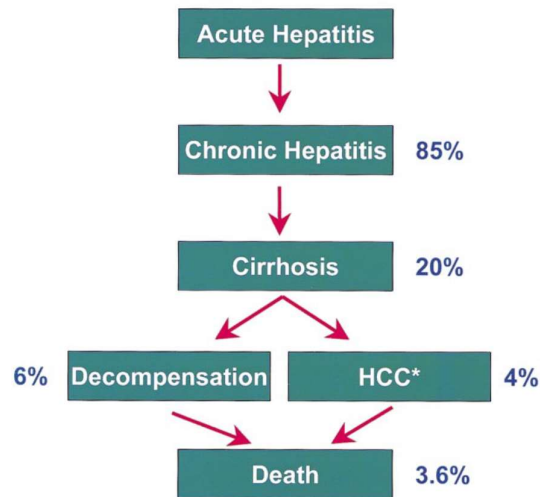 Acute Hepatitis
Chronic Hepatitis 85%
Cirrhosis 20%
6% Decompensation HCC* 4%
Death 3.6%